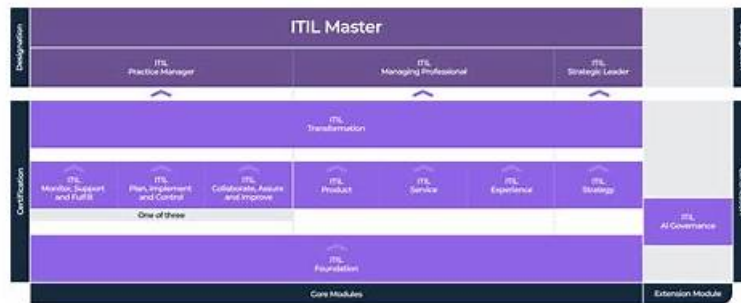 Designation
ITIL Master
ITIL
Practice Manager
ITIL
Managing Professional
ITIL
Strategic Leader
Certification
ITIL
Transformation
ITIL
Monitor, Support
and Fulfill
ITIL
Plan, Implement
and Control
ITIL
Collaborate, Assure
and Improve
ITIL
Product
ITIL
Service
ITIL
Experience
ITIL
Strategy
One of three
ITIL
AI Governance
ITIL
Foundation
Core Modules
Extension Module